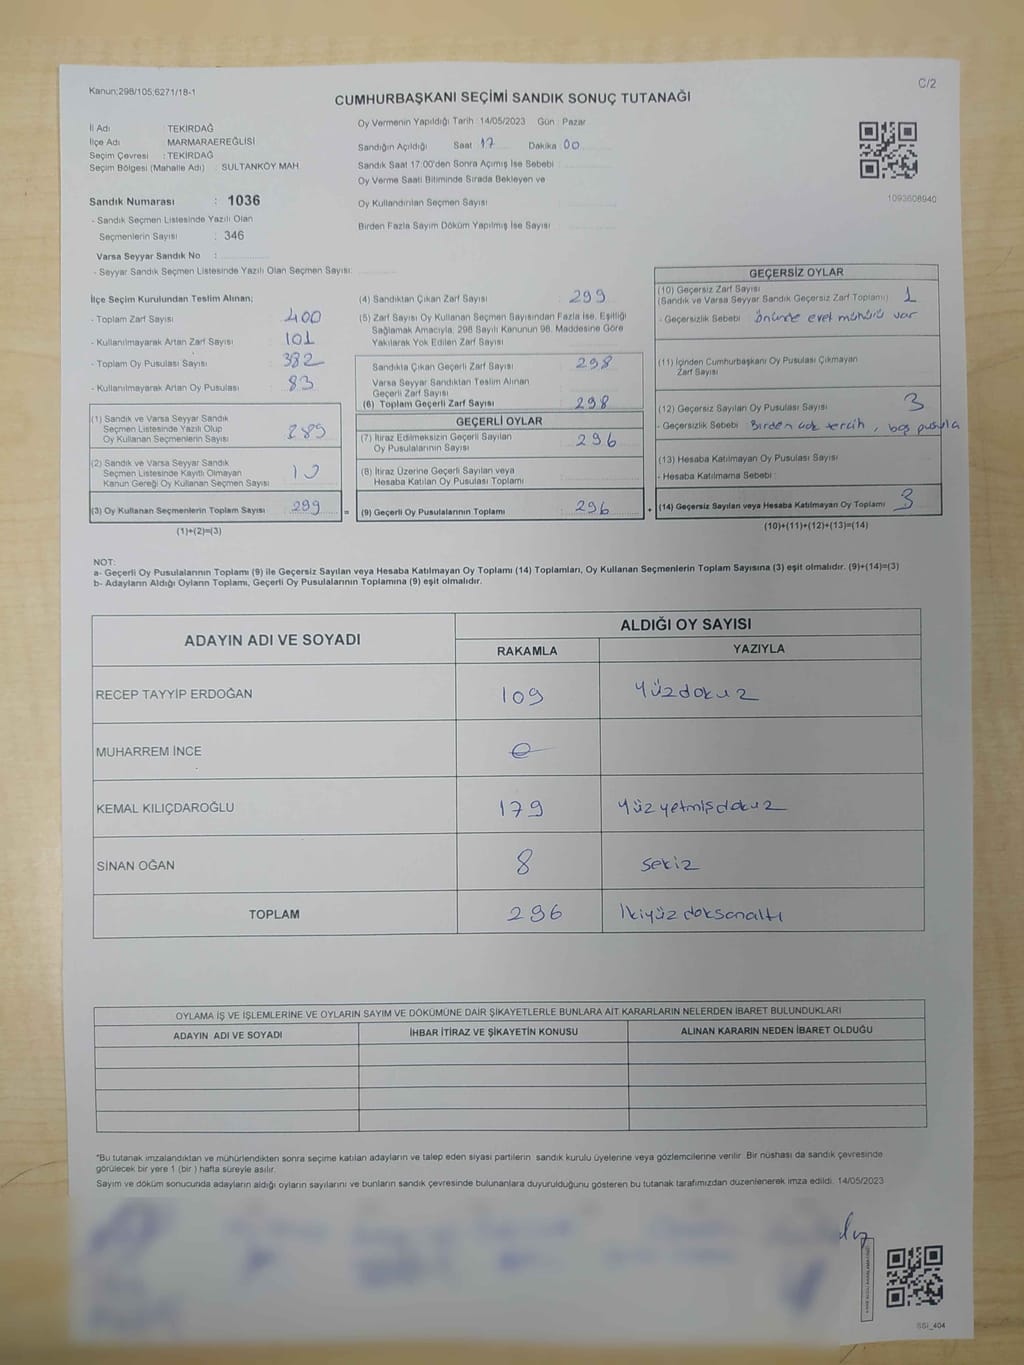 Kanun:298/105,6271/18-1
C/2
CUMHURBAŞKANI SEÇİMİ SANDIK SONUÇ TUTANAĞI
İl Adı : TEKİRDAĞ
İlçe Adı : MARMARAEREĞLİSİ
Seçim Çevresi : TEKİRDAĞ
Seçim Bölgesi (Mahalle Adı) : SULTANKÖY MAH.
Sandık Numarası : 1036
- Sandık Seçmen Listesinde Yazılı Olan
Seçmenlerin Sayısı : 346
Varsa Seyyar Sandık No :
- Seyyar Sandık Seçmen Listesinde Yazılı Olan Seçmen Sayısı:
Oy Vermenin Yapıldığı Tarih :14/05/2023 Gün : Pazar
Sandığın Açıldığı Saat 17 Dakika 00
Sandık Saat 17:00'den Sonra Açımış İse Sebebi :
Oy Verme Saati Bitiminde Sırada Bekleyen ve
Oy Kullandırılan Seçmen Sayısı :
Birden Fazla Sayım Döküm Yapılmış İse Sayısı :
1093608940
İlçe Seçim Kurulundan Teslim Alınan;
- Toplam Zarf Sayısı : 400
- Kullanılmayarak Artan Zarf Sayısı : 101
- Toplam Oy Pusulası Sayısı : 382
- Kullanılmayarak Artan Oy Pusulası : 83
(1) Sandık ve Varsa Seyyar Sandık
Seçmen Listesinde Yazılı Olup
Oy Kullanan Seçmenlerin Sayısı : 289
(2) Sandık ve Varsa Seyyar Sandık
Seçmen Listesinde Kayıtlı Olmayan
Kanun Gereği Oy Kullanan Seçmen Sayısı : 10
(3) Oy Kullanan Seçmenlerin Toplam Sayısı : 299
(1)+(2)=(3)
(4) Sandıktan Çıkan Zarf Sayısı : 299
(5) Zarf Sayısı Oy Kullanan Seçmen Sayısından Fazla İse, Eşitliği
Sağlamak Amacıyla, 298 Sayılı Kanunun 98. Maddesine Göre
Yakılarak Yok Edilen Zarf Sayısı :
Sandıkta Çıkan Geçerli Zarf Sayısı : 298
Varsa Seyyar Sandıktan Teslim Alınan
Geçerli Zarf Sayısı :
(6) Toplam Geçerli Zarf Sayısı : 298
GEÇERLİ OYLAR
(7) İtiraz Edilmeksizin Geçerli Sayılan
Oy Pusulalarının Sayısı : 296
(8) İtiraz Üzerine Geçerli Sayılan veya
Hesaba Katılan Oy Pusulası Toplamı :
= (9) Geçerli Oy Pusulalarının Toplamı : 296 +
GEÇERSİZ OYLAR
(10) Geçersiz Zarf Sayısı
(Sandık ve Varsa Seyyar Sandık Geçersiz Zarf Toplamı) : 1
- Geçersizlik Sebebi : önünde evet mühürü var
(11) İçinden Cumhurbaşkanı Oy Pusulası Çıkmayan
Zarf Sayısı :
(12) Geçersiz Sayılan Oy Pusulası Sayısı : 3
- Geçersizlik Sebebi : Birden çok tercih, boş pusula
(13) Hesaba Katılmayan Oy Pusulası Sayısı :
- Hesaba Katılmama Sebebi :
(14) Geçersiz Sayılan veya Hesaba Katılmayan Oy Toplamı : 3
(10)+(11)+(12)+(13)=(14)
NOT:
a- Geçerli Oy Pusulalarının Toplamı (9) ile Geçersiz Sayılan veya Hesaba Katılmayan Oy Toplamı (14) Toplamları, Oy Kullanan Seçmenlerin Toplam Sayısına (3) eşit olmalıdır. (9)+(14)=(3)
b- Adayların Aldığı Oyların Toplamı, Geçerli Oy Pusulalarının Toplamına (9) eşit olmalıdır.
ADAYIN ADI VE SOYADI
ALDIĞI OY SAYISI
RAKAMLA YAZIYLA
RECEP TAYYİP ERDOĞAN 109 Yüzdokuz
MUHARREM İNCE
KEMAL KILIÇDAROĞLU 179 Yüzyetmişdokuz
SİNAN OĞAN 8 Sekiz
TOPLAM 296 İkiyüzdoksanaltı
OYLAMA İŞ VE İŞLEMLERİNE VE OYLARIN SAYIM VE DÖKÜMÜNE DAİR ŞİKAYETLERLE BUNLARA AİT KARARLARIN NELERDEN İBARET BULUNDUKLARI
ADAYIN ADI VE SOYADI İHBAR İTİRAZ VE ŞİKAYETİN KONUSU ALINAN KARARIN NEDEN İBARET OLDUĞU
*Bu tutanak imzalandıktan ve mühürlendikten sonra seçime katılan adayların ve talep eden siyasi partilerin sandık kurulu üyelerine veya gözlemcilerine verilir. Bir nüshası da sandık çevresinde
görülecek bir yere 1 (bir ) hafta süreyle asılır.
Sayım ve döküm sonucunda adayların aldığı oyların sayılarını ve bunların sandık çevresinde bulunanlara duyurulduğunu gösteren bu tutanak tarafımızdan düzenlenerek imza edildi. 14/05/2023
SSİ_404